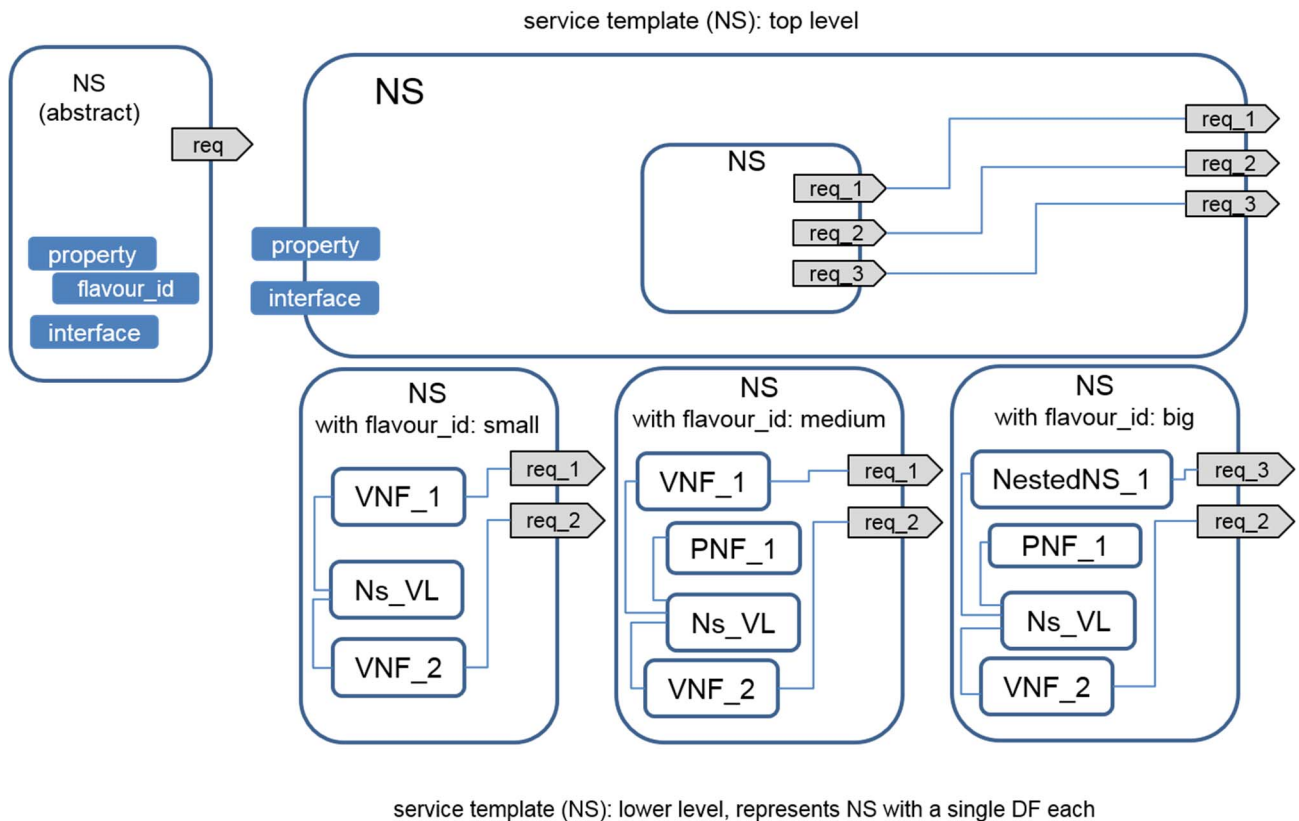 service template (NS): top level
NS
(abstract)
req
property
flavour_id
interface
NS
property
interface
NS
req_1
req_2
req_3
req_1
req_2
req_3
NS
with flavour_id: small
VNF_1
Ns_VL
VNF_2
req_1
req_2
NS
with flavour_id: medium
VNF_1
PNF_1
Ns_VL
VNF_2
req_1
req_2
NS
with flavour_id: big
NestedNS_1
PNF_1
Ns_VL
VNF_2
req_3
req_2
service template (NS): lower level, represents NS with a single DF each